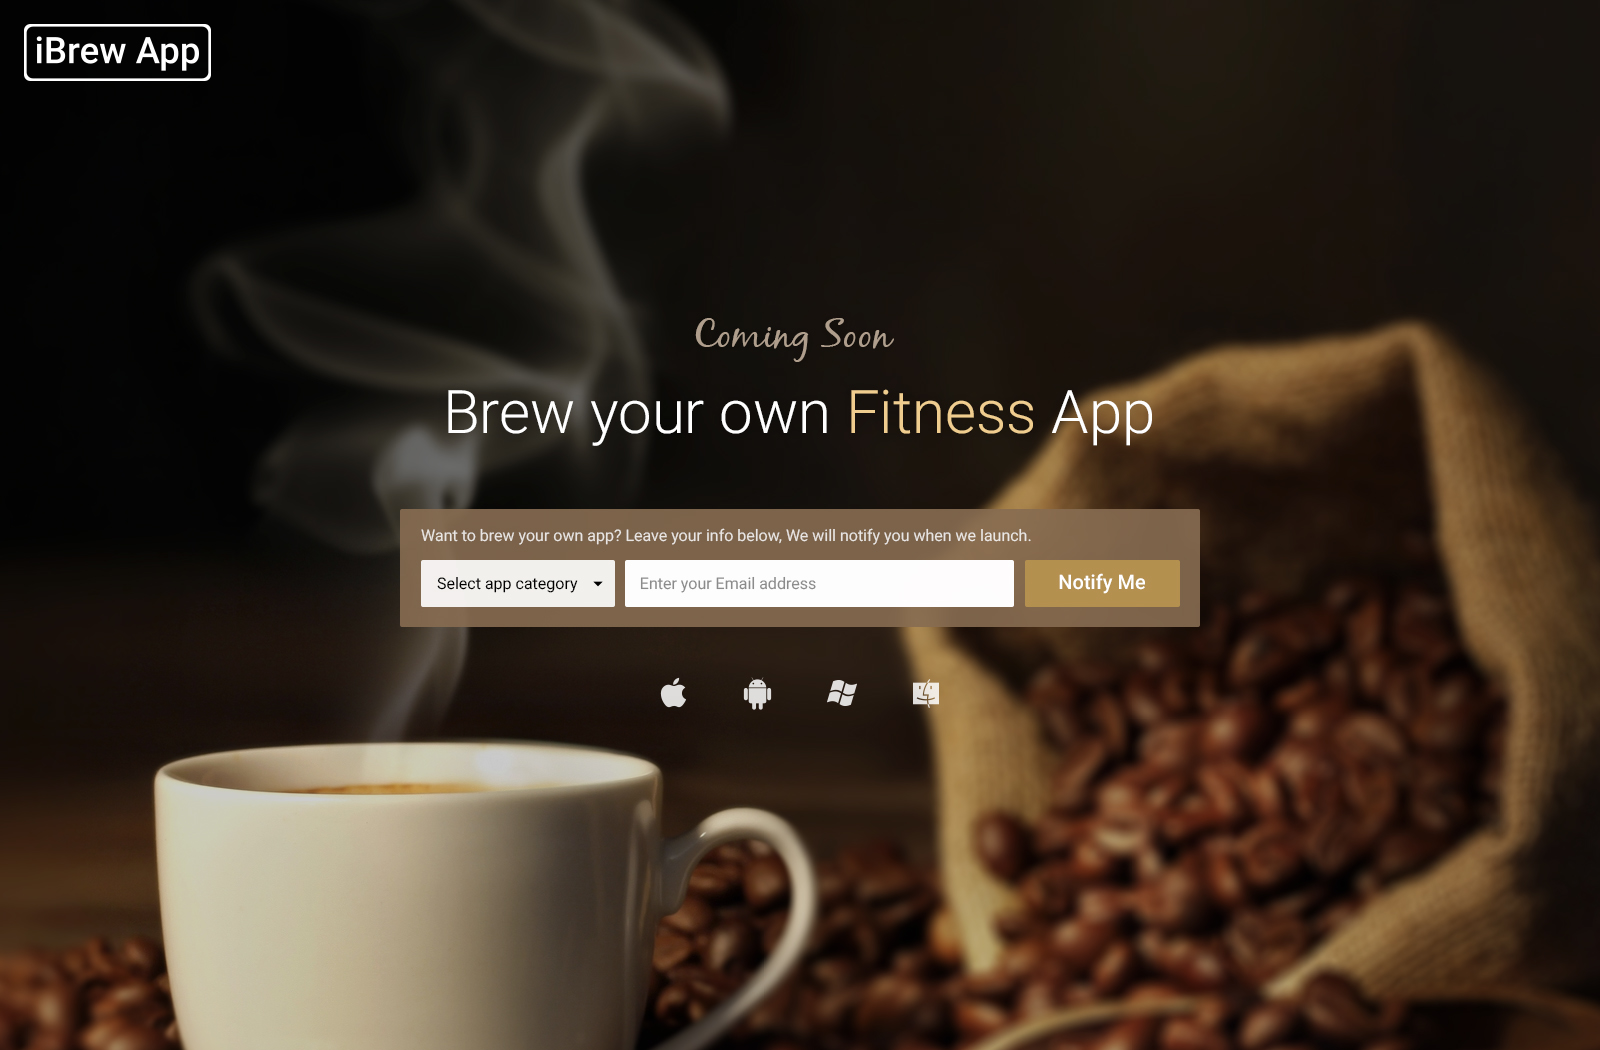 iBrew App
Coming Soon
Brew your own Fitness App
Want to brew your own app? Leave your info below, We will notify you when we launch.
Select app category
Enter your Email address
Notify Me